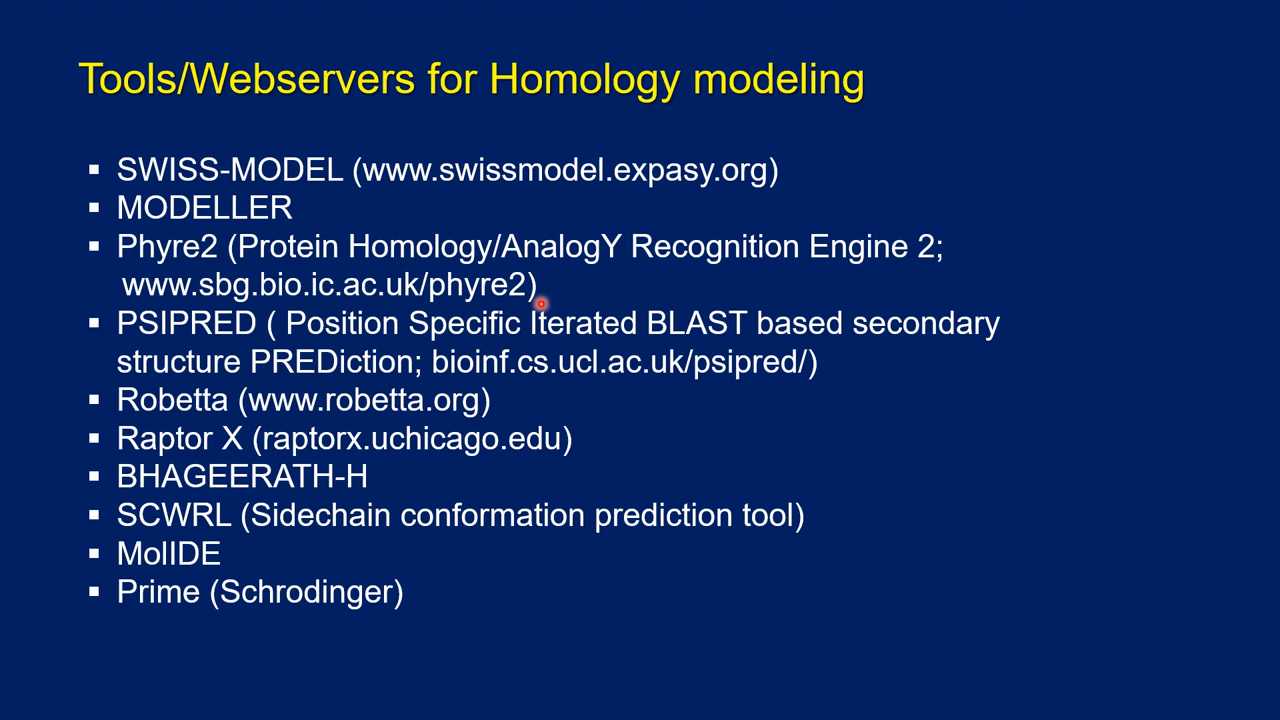 Tools/Webservers for Homology modeling
▪ SWISS-MODEL (www.swissmodel.expasy.org)
▪ MODELLER
▪ Phyre2 (Protein Homology/AnalogY Recognition Engine 2;
www.sbg.bio.ic.ac.uk/phyre2)
▪ PSIPRED ( Position Specific Iterated BLAST based secondary
structure PREDiction; bioinf.cs.ucl.ac.uk/psipred/)
▪ Robetta (www.robetta.org)
▪ Raptor X (raptorx.uchicago.edu)
▪ BHAGEERATH-H
▪ SCWRL (Sidechain conformation prediction tool)
▪ MolIDE
▪ Prime (Schrodinger)